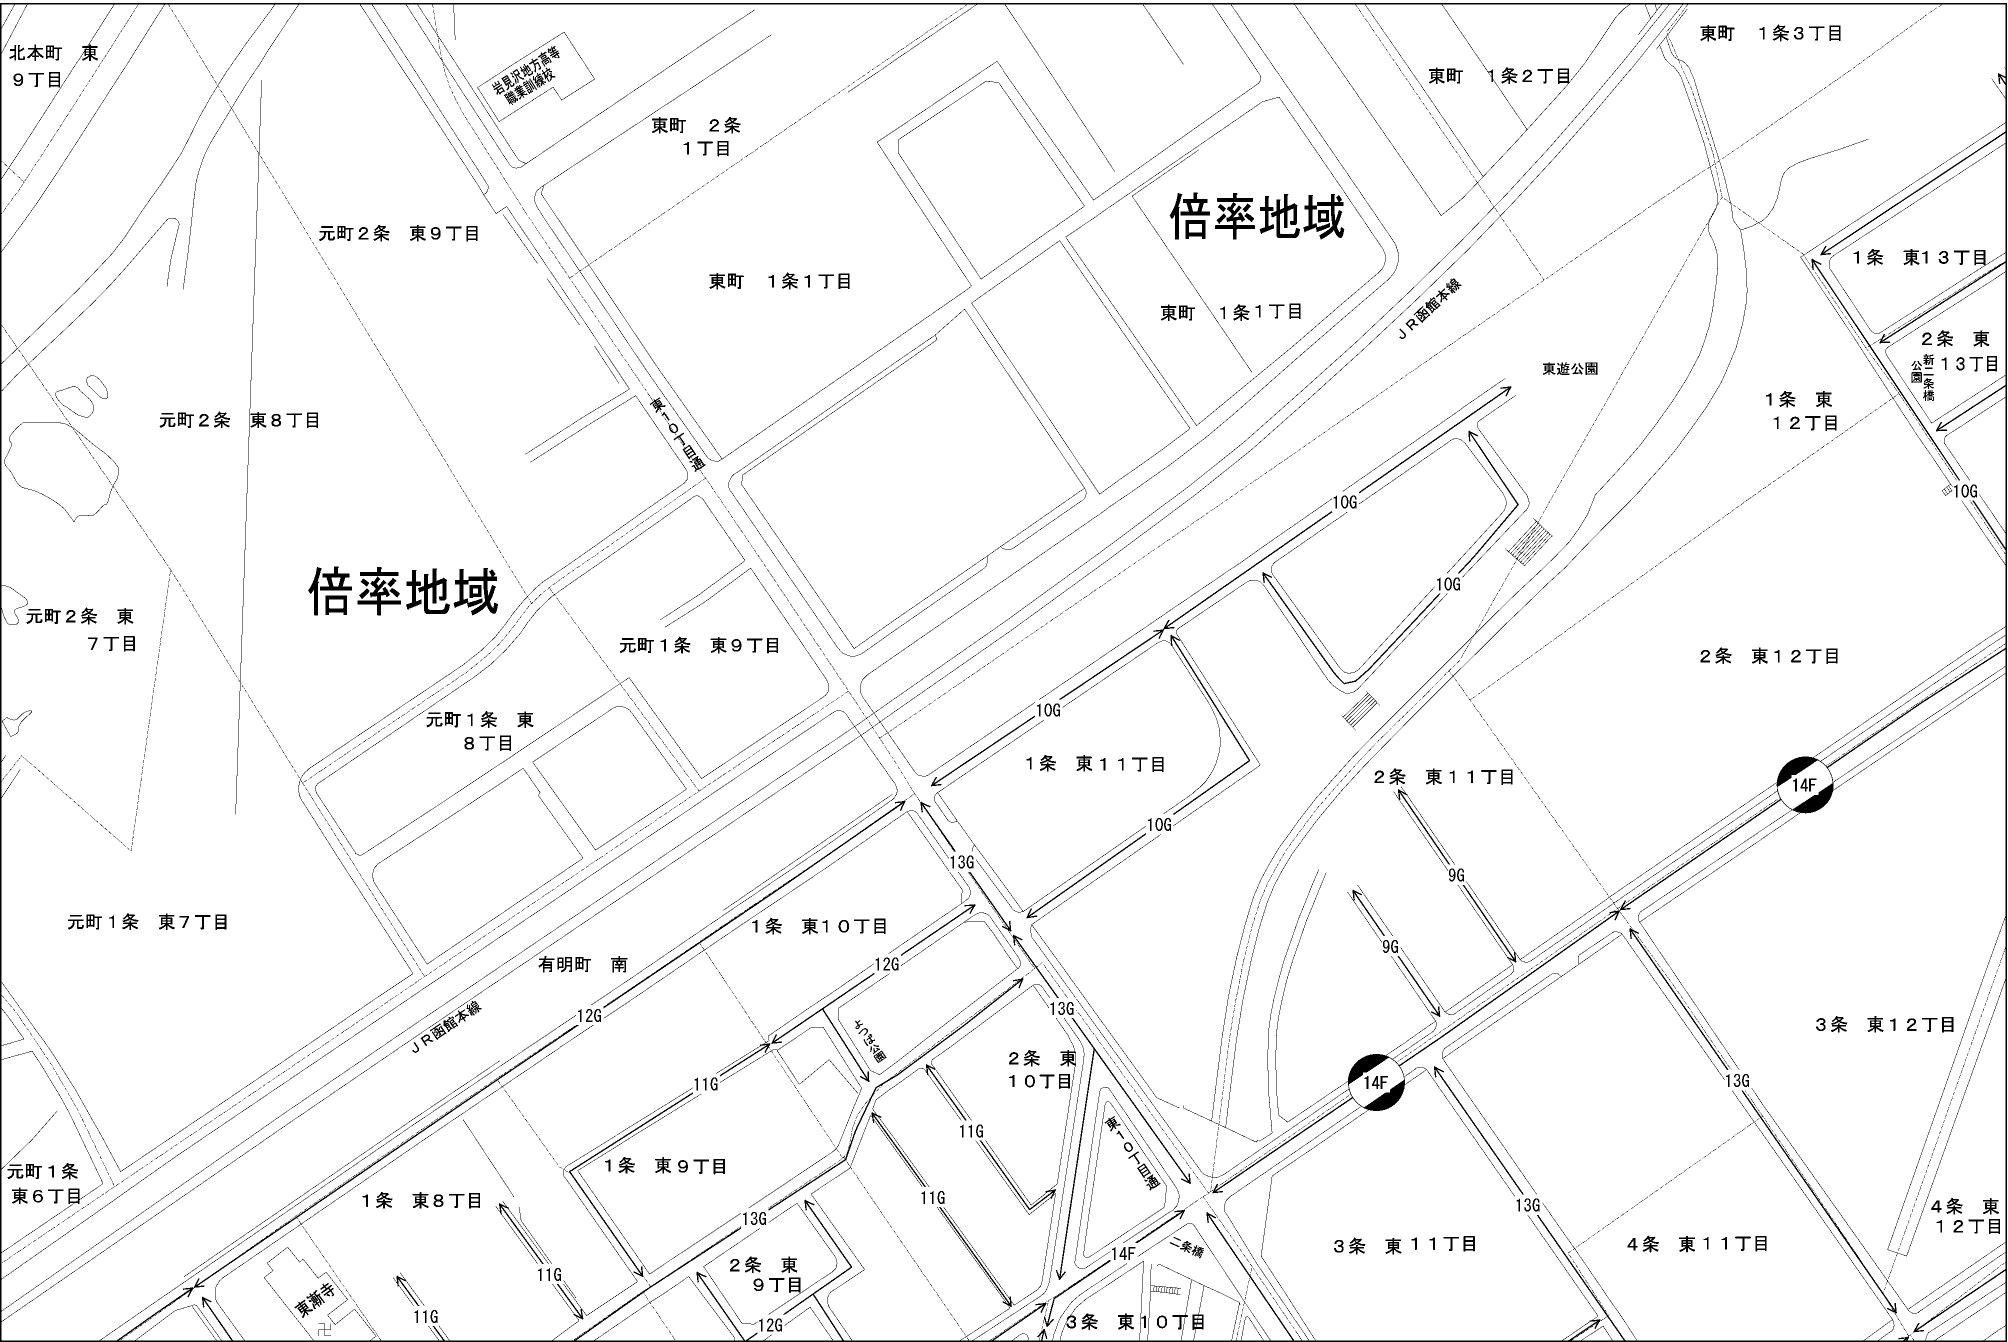 北本町　東
９丁目
岩見沢地方高等
職業訓練校
東町　２条
１丁目
東町　１条２丁目
東町　１条３丁目
元町２条　東９丁目
倍率地域
東町　１条１丁目
東町　１条１丁目
ＪＲ函館本線
東遊公園
１条　東１３丁目
２条　東
１３丁目
新二条橋
公園
１条　東
１２丁目
10G
元町２条　東８丁目
東１０丁目通
10G
10G
倍率地域
元町２条　東
７丁目
元町１条　東９丁目
２条　東１２丁目
元町１条　東
８丁目
10G
１条　東１１丁目
２条　東１１丁目
14F
10G
13G
9G
9G
元町１条　東７丁目
１条　東１０丁目
有明町　南
12G
12G
ＪＲ函館本線
13G
よつば公園
３条　東１２丁目
２条　東
１０丁目
11G
14F
13G
11G
東１０丁目通
元町１条
東６丁目
１条　東９丁目
１条　東８丁目
11G
13G
13G
４条　東
１２丁目
14F
二条橋
３条　東１１丁目
４条　東１１丁目
11G
２条　東
９丁目
東漸寺
卍
11G
12G
３条　東１０丁目